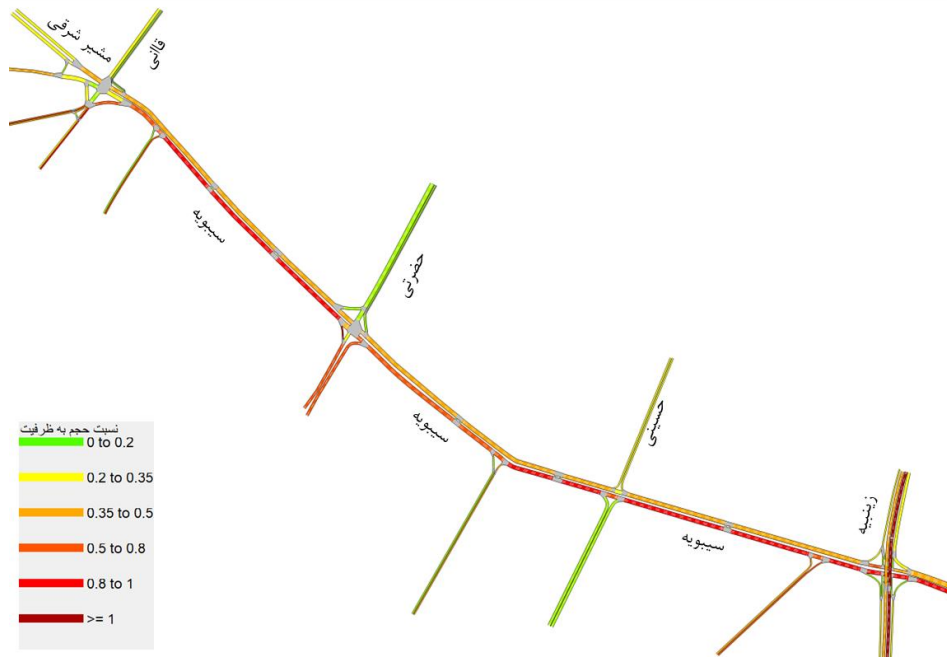 مشیر شرقی
قاآنی
سیبویه
حضرتی
سیبویه
حسینی
سیبویه
زینبیه
نسبت حجم به ظرفیت
0 to 0.2
0.2 to 0.35
0.35 to 0.5
0.5 to 0.8
0.8 to 1
>= 1